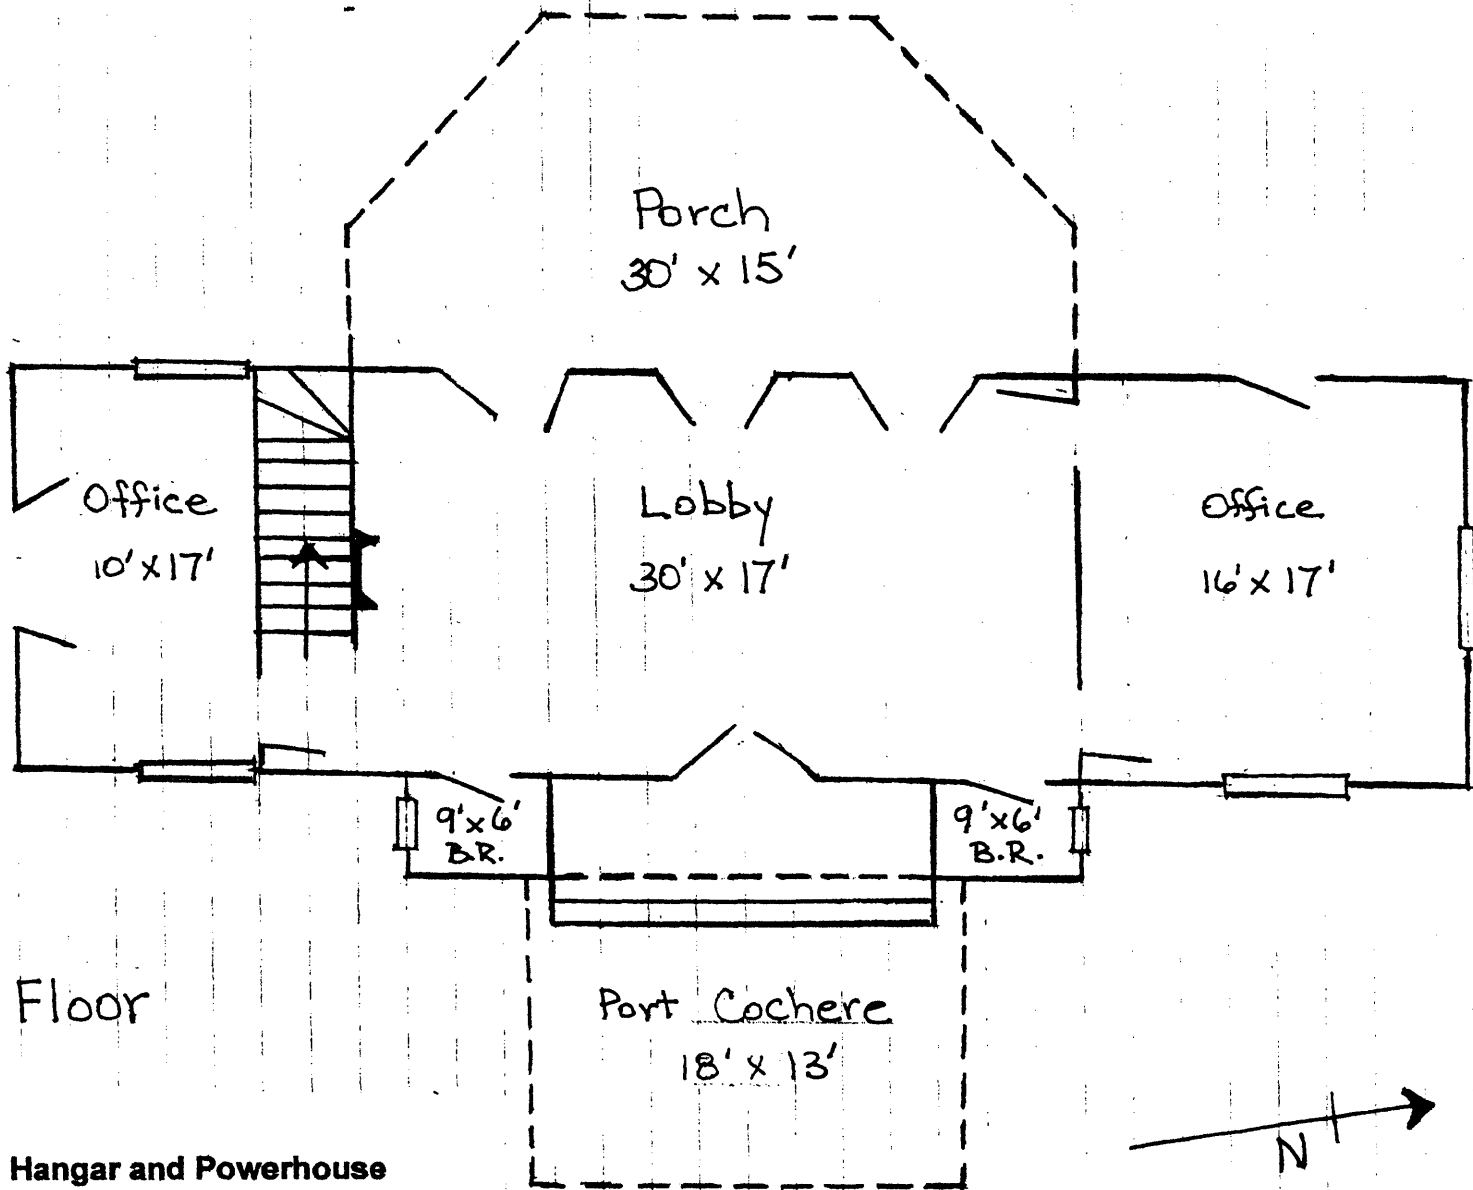 Porch
30' x 15'
Office
10' x 17'
Lobby
30' x 17'
Office
16' x 17'
9' x 6'
B.R.
9' x 6'
B.R.
Floor
Port Cochere
18' x 13'
N
Hangar and Powerhouse